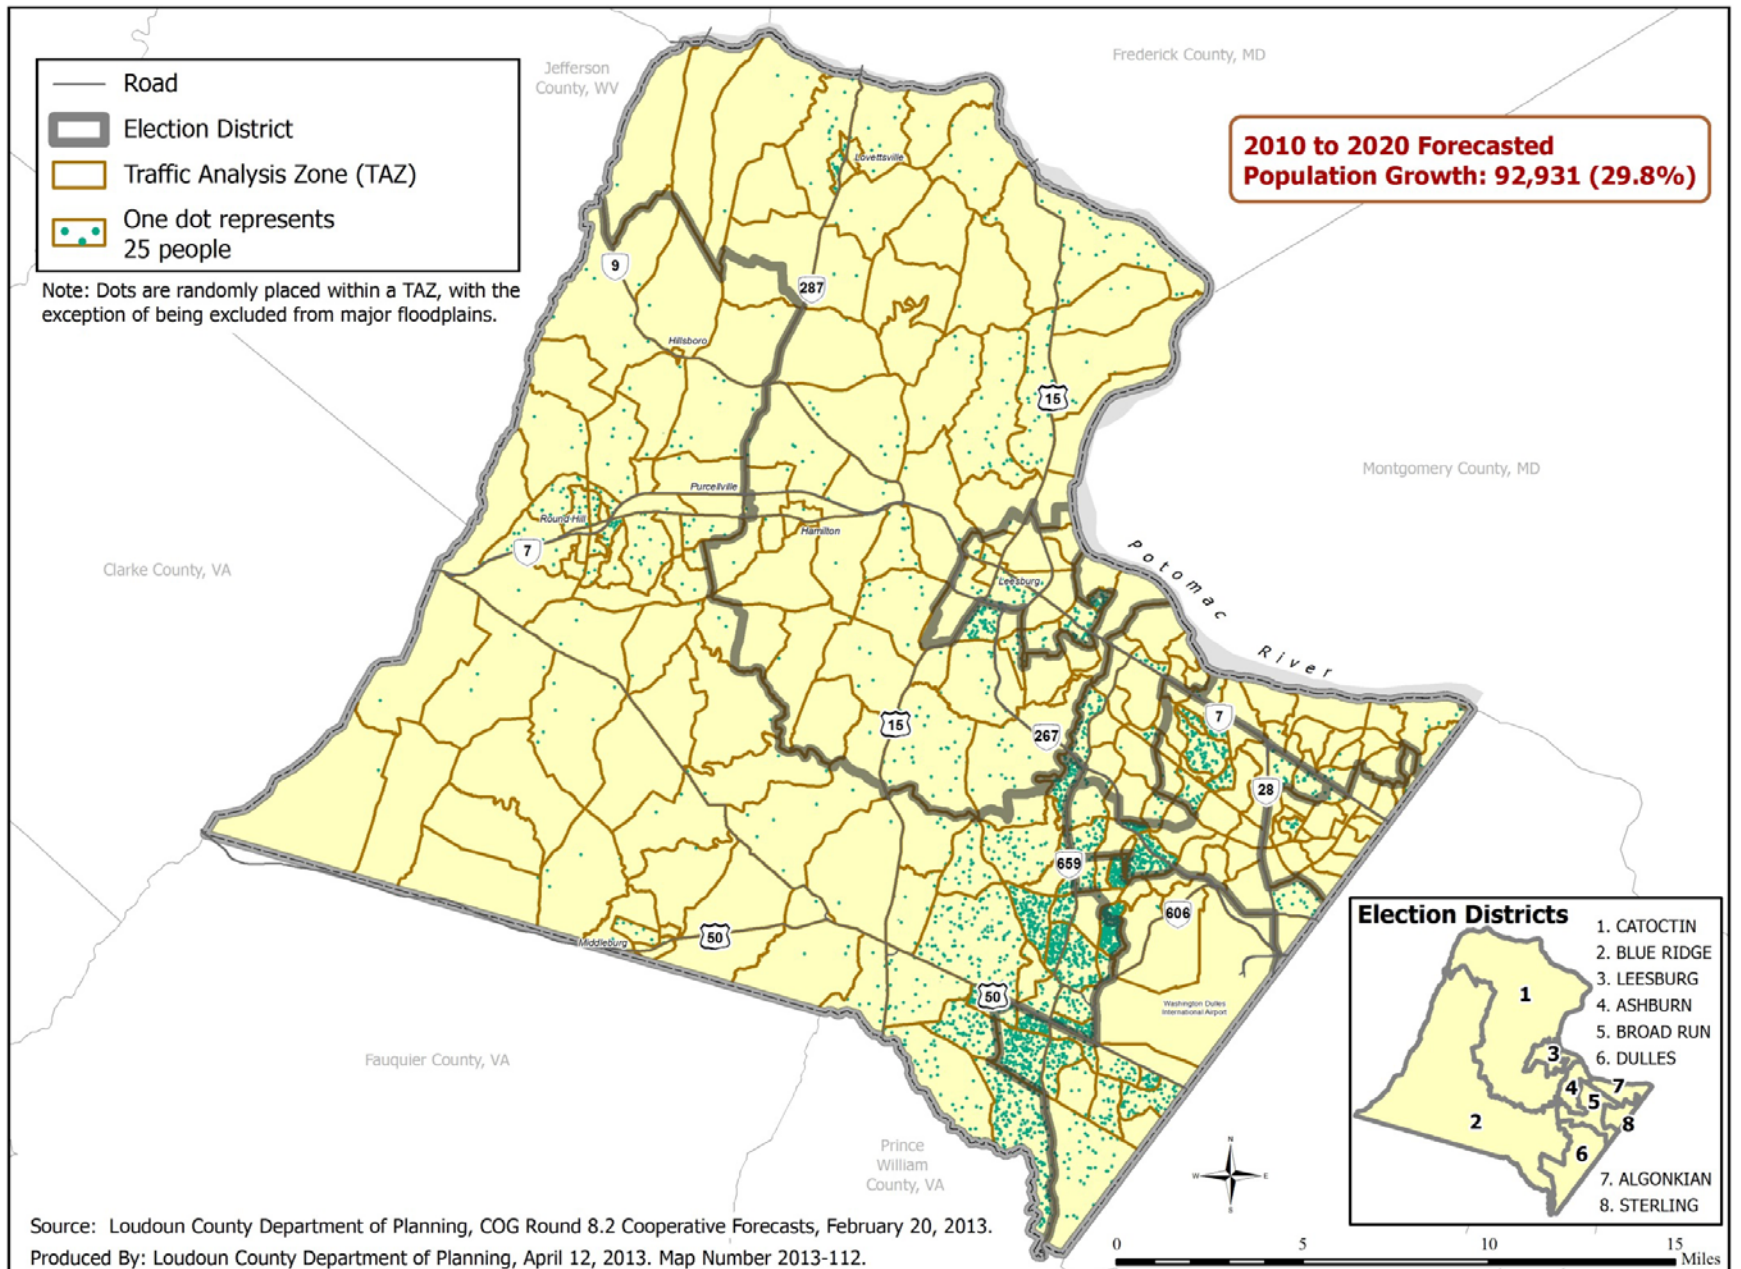 Road
Election District
Traffic Analysis Zone (TAZ)
One dot represents
25 people
Note: Dots are randomly placed within a TAZ, with the
exception of being excluded from major floodplains.
Jefferson
County, WV
Frederick County, MD
2010 to 2020 Forecasted
Population Growth: 92,931 (29.8%)
Lovettsville
9
287
Hillsboro
15
Montgomery County, MD
Purcellville
Round Hill
Hamilton
7
Clarke County, VA
Leesburg
Potomac
River
15
267
7
28
659
606
Middleburg
50
50
Washington Dulles
International Airport
Fauquier County, VA
Prince
William
County, VA
N
W
E
S
Election Districts
1. CATOCTIN
2. BLUE RIDGE
3. LEESBURG
4. ASHBURN
5. BROAD RUN
6. DULLES
7. ALGONKIAN
8. STERLING
1
2
3
4
5
6
7
8
Source: Loudoun County Department of Planning, COG Round 8.2 Cooperative Forecasts, February 20, 2013.
Produced By: Loudoun County Department of Planning, April 12, 2013. Map Number 2013-112.
0 5 10 15
Miles